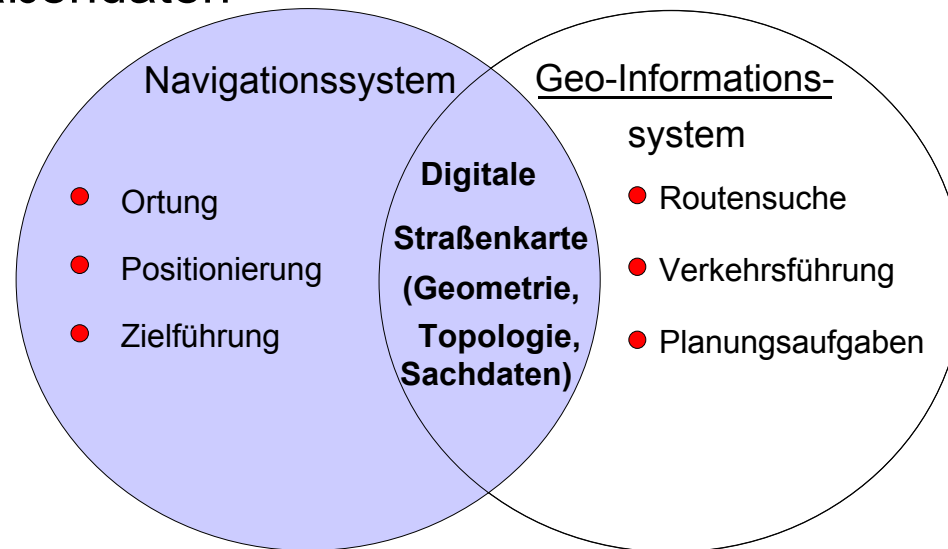 Navigationssystem
Ortung
Positionierung
Zielführung
Digitale
Straßenkarte
(Geometrie,
Topologie,
Sachdaten)
Geo-Informations-
system
Routensuche
Verkehrsführung
Planungsaufgaben